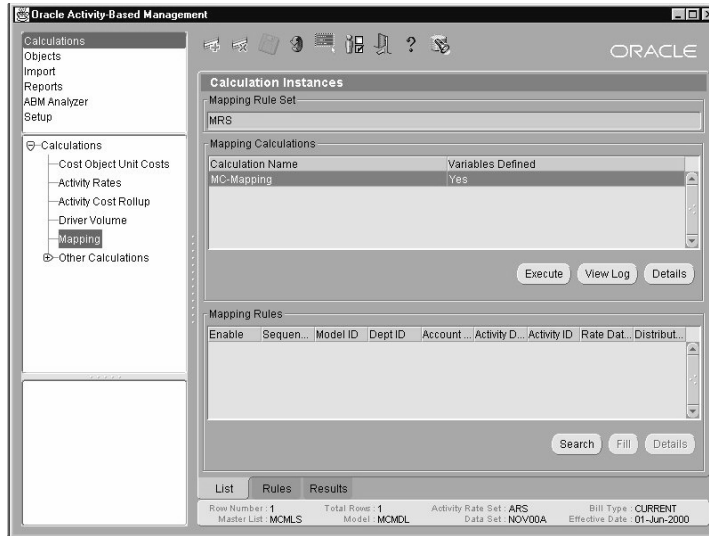 Oracle Activity-Based Management
Calculations
Objects
Import
Reports
ABM Analyzer
Setup
ORACLE
Calculations
Cost Object Unit Costs
Activity Rates
Activity Cost Rollup
Driver Volume
Mapping
Other Calculations
Calculation Instances
Mapping Rule Set
MRS
Mapping Calculations
Calculation Name Variables Defined
MC-Mapping Yes
Execute View Log Details
Mapping Rules
Enable Sequen... Model ID Dept ID Account ... Activity D... Activity ID Rate Dat... Distribut...
Search Fill Details
List Rules Results
Row Number : 1 Total Rows : 1 Activity Rate Set : ARS Bill Type : CURRENT
Master List : MCMLS Model : MCMDL Data Set : NOV00A Effective Date : 01-Jun-2000